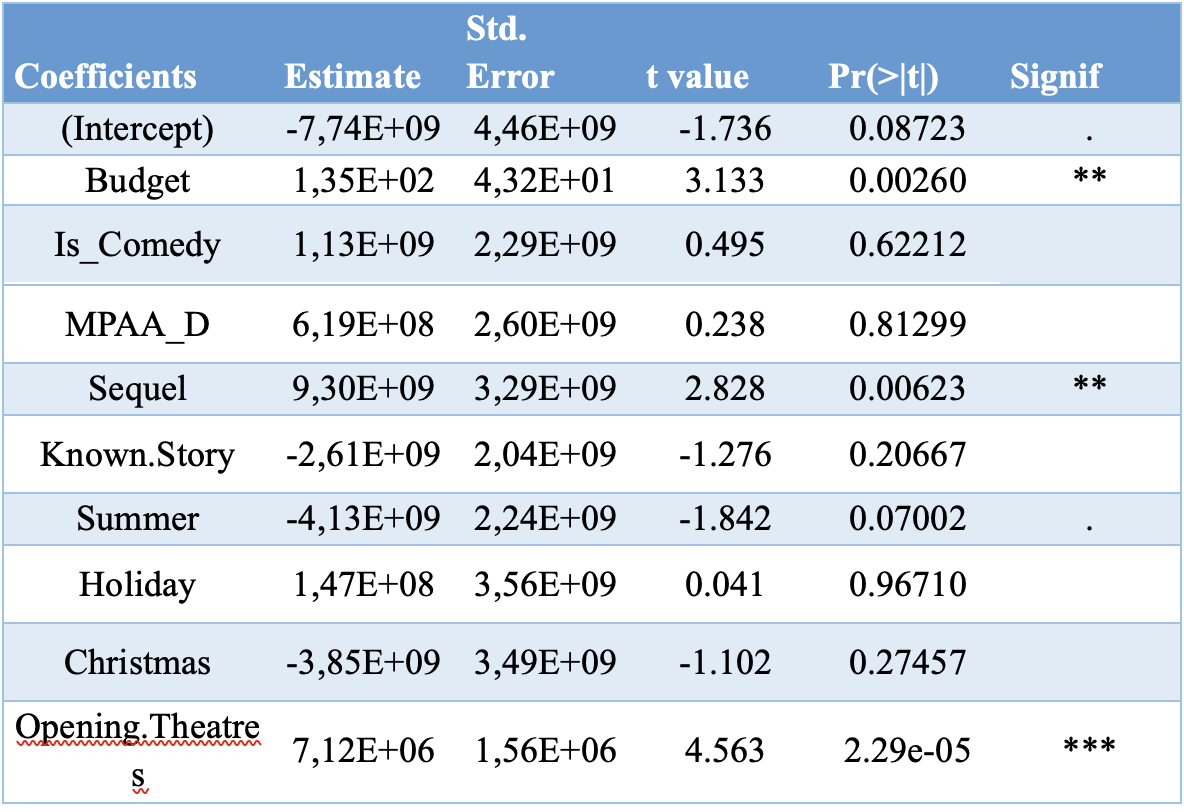 Coefficients Estimate Std. Error t value Pr(>|t|) Signif
(Intercept) -7,74E+09 4,46E+09 -1.736 0.08723 .
Budget 1,35E+02 4,32E+01 3.133 0.00260 **
Is_Comedy 1,13E+09 2,29E+09 0.495 0.62212
MPAA_D 6,19E+08 2,60E+09 0.238 0.81299
Sequel 9,30E+09 3,29E+09 2.828 0.00623 **
Known.Story -2,61E+09 2,04E+09 -1.276 0.20667
Summer -4,13E+09 2,24E+09 -1.842 0.07002 .
Holiday 1,47E+08 3,56E+09 0.041 0.96710
Christmas -3,85E+09 3,49E+09 -1.102 0.27457
Opening.Theatre
s 7,12E+06 1,56E+06 4.563 2.29e-05 ***